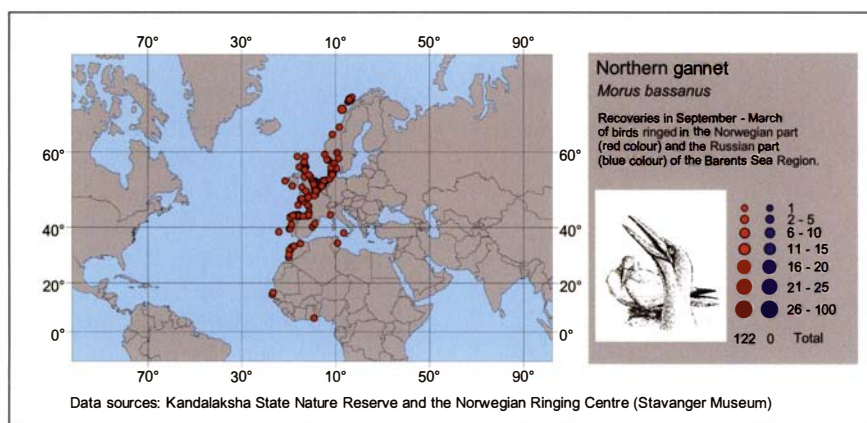 70° 30° 10° 90°
60°
40°
20°
0°
60°
40°
20°
0°
70° 30° 10° 90°
Northern gannet
Morus bassanus
Recoveries in September - March
of birds ringed in the Norwegian part
(red colour) and the Russian part
(blue colour) of the Barents Sea Region.
1
2 - 5
6 - 10
11 - 15
16 - 20
21 - 25
26 - 100
122 0 Total
Data sources: Kandalaksha State Nature Reserve and the Norwegian Ringing Centre (Stavanger Museum)